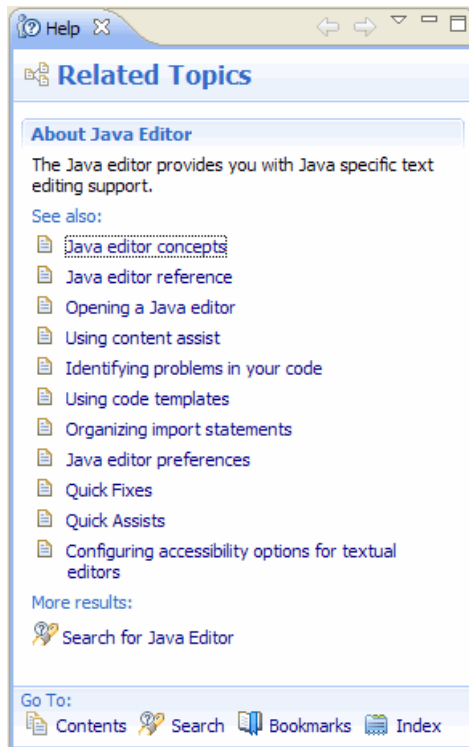 Help
Related Topics
About Java Editor
The Java editor provides you with Java specific text
editing support.
See also:
Java editor concepts
Java editor reference
Opening a Java editor
Using content assist
Identifying problems in your code
Using code templates
Organizing import statements
Java editor preferences
Quick Fixes
Quick Assists
Configuring accessibility options for textual
editors
More results:
Search for Java Editor
Go To:
Contents Search Bookmarks Index